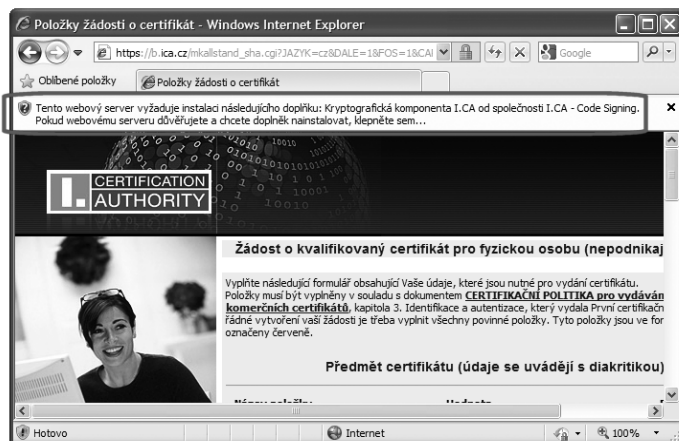 Položky žádosti o certifikát - Windows Internet Explorer
https://b.ica.cz/mkallstand_sha.cgi?JAZYK=cz&DALE=1&FOS=1&CAI
Google
Oblíbené položky
Položky žádosti o certifikát
Tento webový server vyžaduje instalaci následujícího doplňku: Kryptografická komponenta I.CA od společnosti I.CA - Code Signing.
Pokud webovému serveru důvěřujete a chcete doplněk nainstalovat, klepněte sem...
I. CERTIFICATION
AUTHORITY
Žádost o kvalifikovaný certifikát pro fyzickou osobu (nepodnikaj
Vyplňte následující formulář obsahující Vaše údaje, které jsou nutné pro vydání certifikátu.
Položky musí být vyplněny v souladu s dokumentem CERTIFIKAČNÍ POLITIKA pro vydáván
komerčních certifikátů, kapitola 3. Identifikace a autentizace, který vydala První certifikačn
řádné vytvoření vaší žádosti je třeba vyplnit všechny povinné položky. Tyto položky jsou ve for
označeny červeně.
Předmět certifikátu (údaje se uvádějí s diakritikou)
Název položky Hodnota
Hotovo
Internet
100%